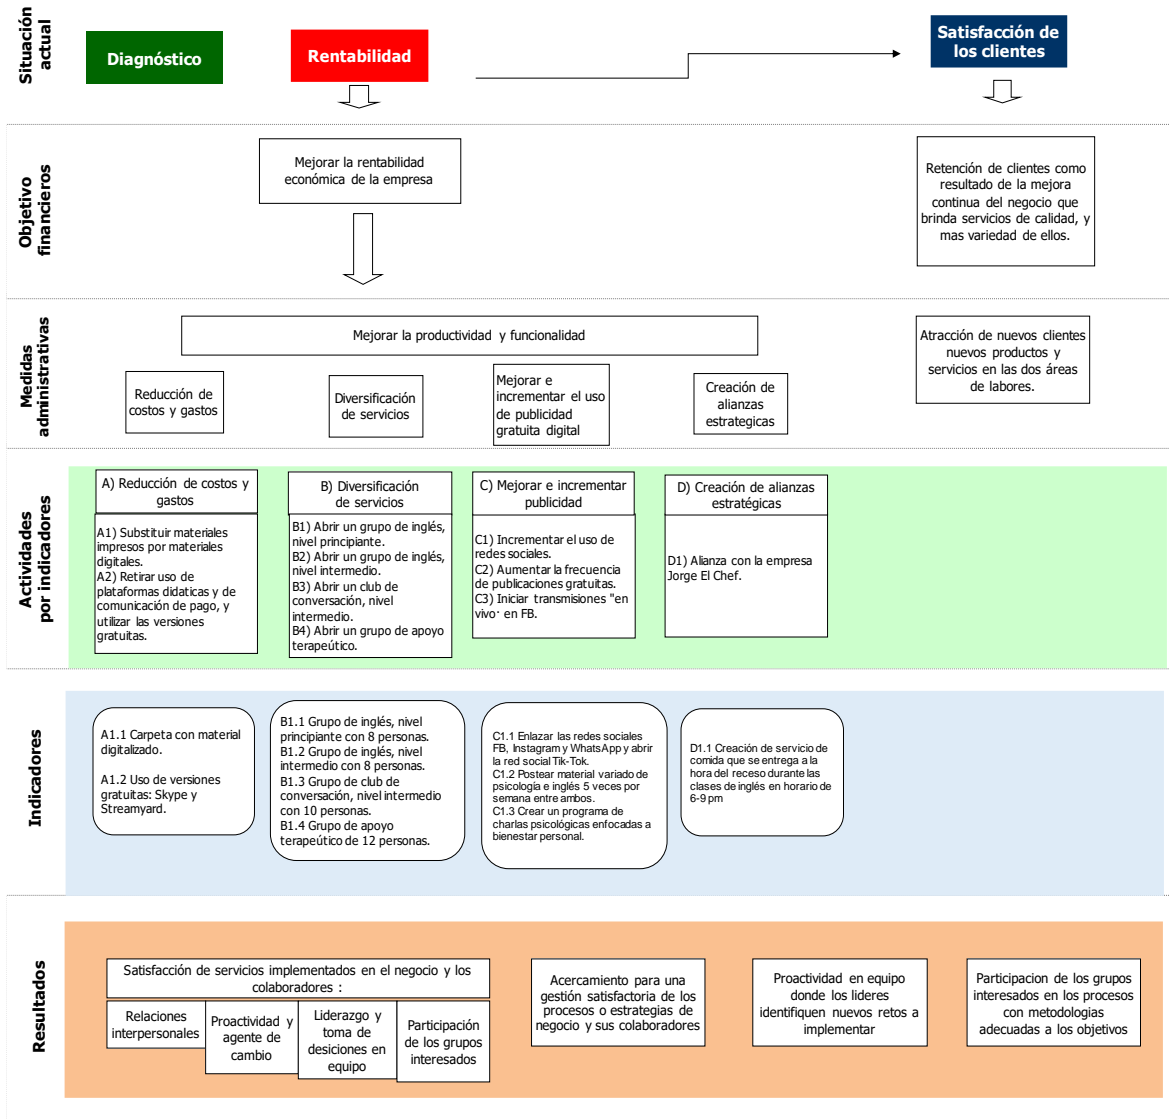 Situación
actual
Diagnóstico
Rentabilidad
Satisfacción de
los clientes
Objetivo
financieros
Mejorar la rentabilidad
económica de la empresa
Retención de clientes como
resultado de la mejora
continua del negocio que
brinda servicios de calidad, y
mas variedad de ellos.
Medidas
administrativas
Mejorar la productividad y funcionalidad
Reducción de
costos y gastos
Diversificación
de servicios
Mejorar e
incrementar el uso
de publicidad
gratuita digital
Creación de
alianzas
estrategicas
Atracción de nuevos clientes
nuevos productos y
servicios en las dos áreas
de labores.
Actividades
por indicadores
A) Reducción de costos y
gastos
A1) Substituir materiales
impresos por materiales
digitales.
A2) Retirar uso de
plataformas didaticas y de
comunicación de pago, y
utilizar las versiones
gratuitas.
B) Diversificación
de servicios
B1) Abrir un grupo de inglés,
nivel principiante.
B2) Abrir un grupo de inglés,
nivel intermedio.
B3) Abrir un club de
conversación, nivel
intermedio.
B4) Abrir un grupo de apoyo
terapeútico.
C) Mejorar e incrementar
publicidad
C1) Incrementar el uso de
redes sociales.
C2) Aumentar la frecuencia
de publicaciones gratuitas.
C3) Iniciar transmisiones "en
vivo· en FB.
D) Creación de alianzas
estratégicas
D1) Alianza con la empresa
Jorge El Chef.
Indicadores
A1.1 Carpeta con material
digitalizado.
A1.2 Uso de versiones
gratuitas: Skype y
Streamyard.
B1.1 Grupo de inglés, nivel
principiante con 8 personas.
B1.2 Grupo de inglés, nivel
intermedio con 8 personas.
B1.3 Grupo de club de
conversación, nivel intermedio
con 10 personas.
B1.4 Grupo de apoyo
terapeútico de 12 personas.
C1.1 Enlazar las redes sociales
FB, Instagram y WhatsApp y abrir
la red social Tik-Tok.
C1.2 Postear material variado de
psicología e inglés 5 veces por
semana entre ambos.
C1.3 Crear un programa de
charlas psicológicas enfocadas a
bienestar personal.
D1.1 Creación de servicio de
comida que se entrega a la
hora del receso durante las
clases de inglés en horario de
6-9 pm
Resultados
Satisfacción de servicios implementados en el negocio y los
colaboradores :
Relaciones
interpersonales
Proactividad y
agente de
cambio
Liderazgo y
toma de
desiciones en
equipo
Participación
de los grupos
interesados
Acercamiento para una
gestión satisfactoria de los
procesos o estrategias de
negocio y sus colaboradores
Proactividad en equipo
donde los lideres
identifiquen nuevos retos a
implementar
Participacion de los grupos
interesados en los procesos
con metodologias
adecuadas a los objetivos